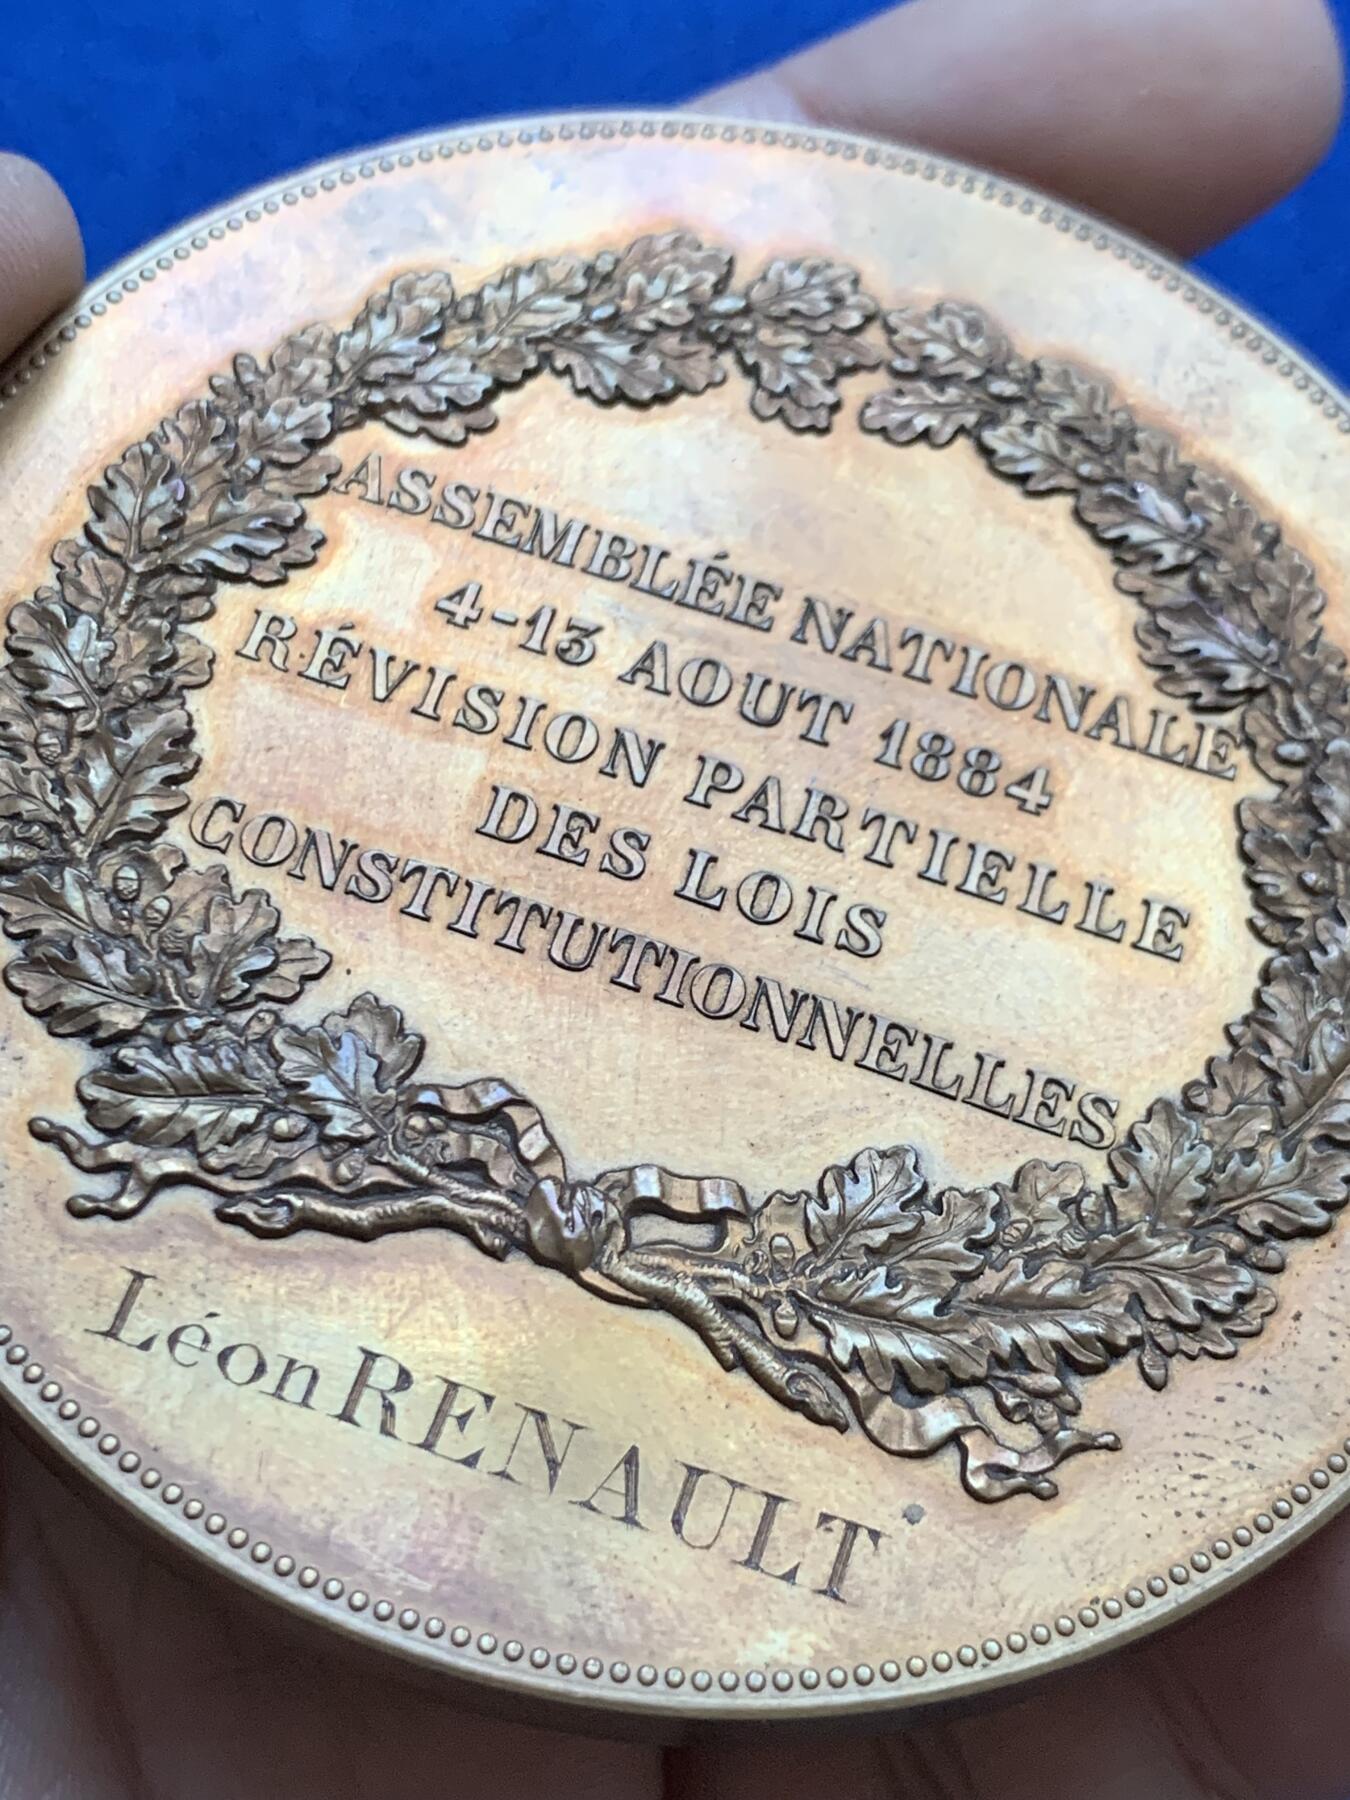 ASSEMBLÉE NATIONALE
4-13 AOUT 1884
RÉVISION PARTIELLE
DES LOIS
CONSTITUTIONNELLES
Léon RENAULT